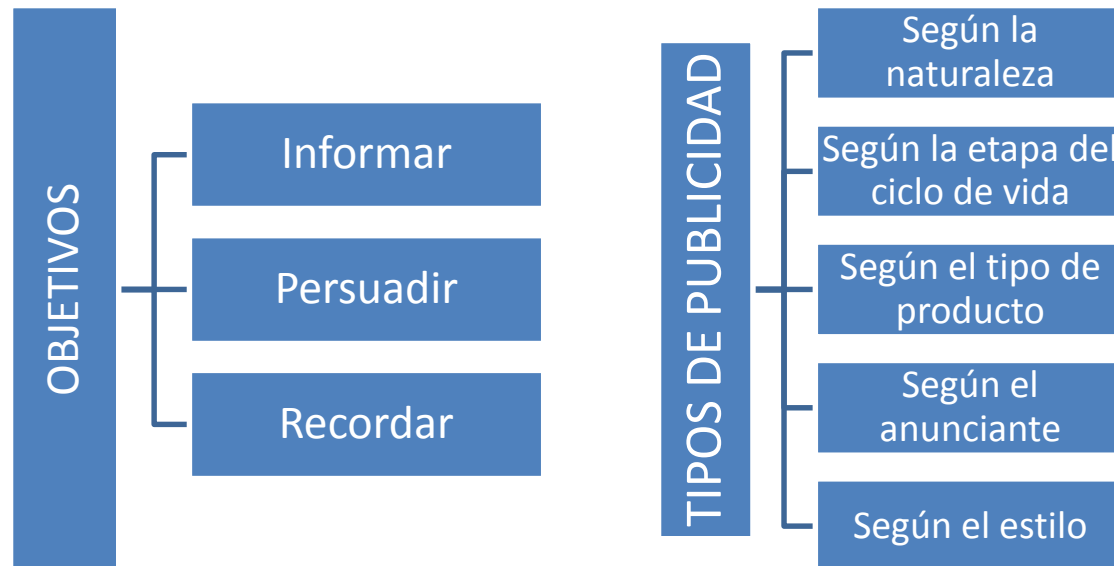 OBJETIVOS
Informar
Persuadir
Recordar
TIPOS DE PUBLICIDAD
Según la
naturaleza
Según la etapa del
ciclo de vida
Según el tipo de
producto
Según el
anunciante
Según el estilo